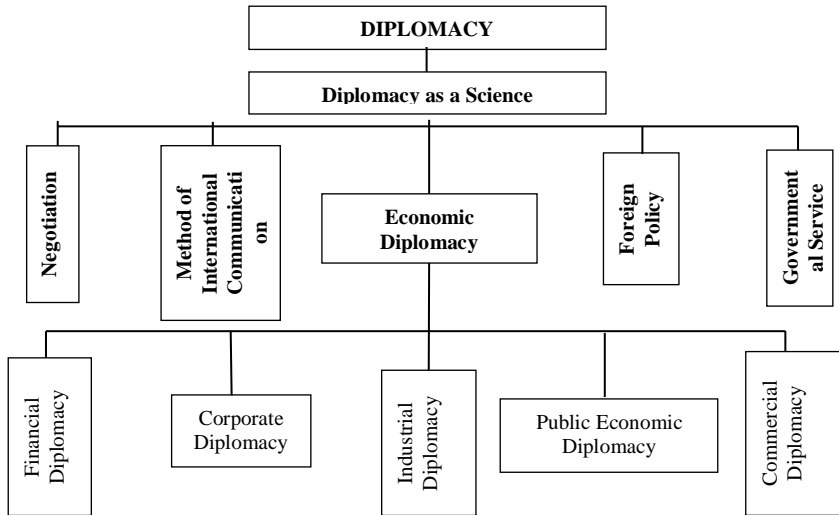 DIPLOMACY
Diplomacy as a Science
Negotiation
Method of
International
Communicati
on
Economic
Diplomacy
Foreign
Policy
Government
al Service
Financial
Diplomacy
Corporate
Diplomacy
Industrial
Diplomacy
Public Economic
Diplomacy
Commercial
Diplomacy